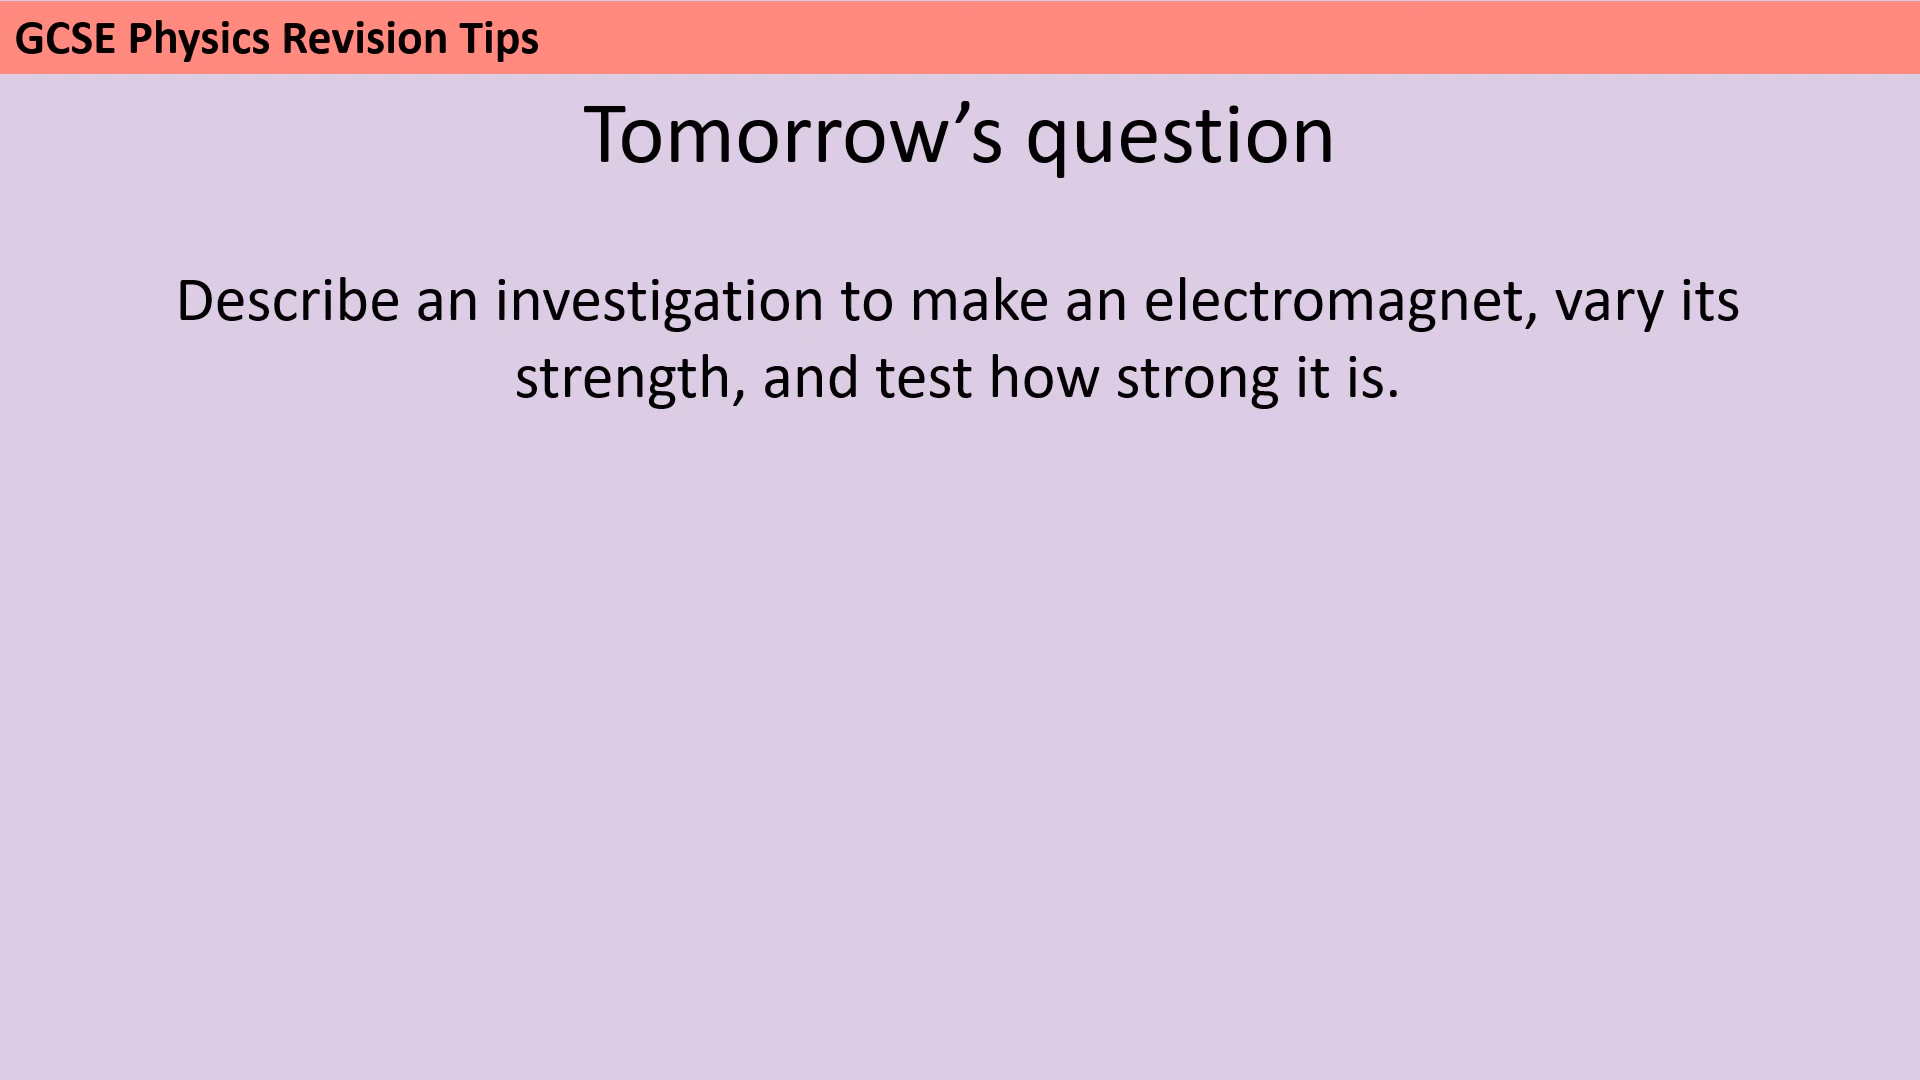 GCSE Physics Revision Tips
Tomorrow’s question
Describe an investigation to make an electromagnet, vary its
strength, and test how strong it is.